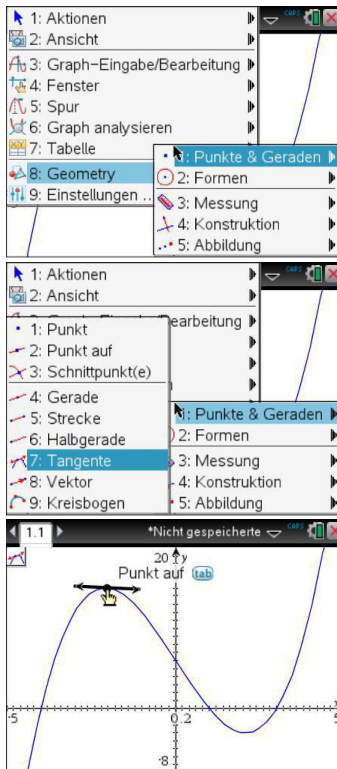 1: Aktionen
CAPS
2: Ansicht
3: Graph-Eingabe/Bearbeitung
4: Fenster
5: Spur
6: Graph analysieren
7: Tabelle
8: Geometry
9: Einstellungen ...
1: Punkte & Geraden
2: Formen
3: Messung
4: Konstruktion
5: Abbildung
1: Aktionen
CAPS
2: Ansicht
earbeitung
1: Punkt
2: Punkt auf
3: Schnittpunkt(e)
4: Gerade
5: Strecke
6: Halbgerade
7: Tangente
8: Vektor
9: Kreisbogen
1: Punkte & Geraden
2: Formen
3: Messung
4: Konstruktion
5: Abbildung
1.1
*Nicht gespeicherte
CAPS
20 y
Punkt auf tab
-5
0.2
5
-8